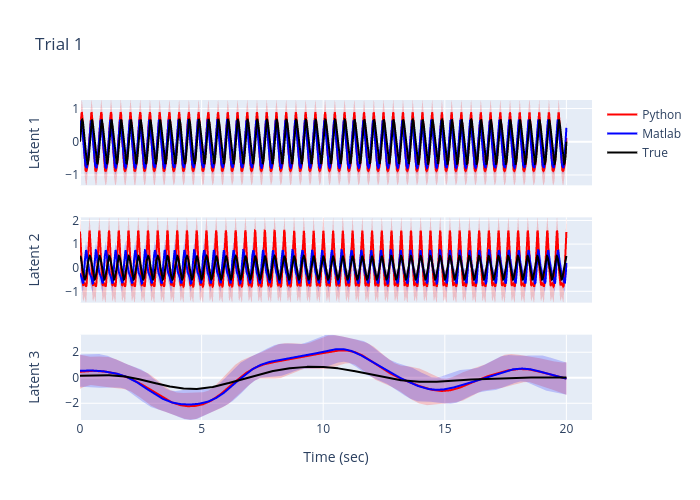 Trial 1
Latent 1
1
0
−1
Python
Matlab
True
Latent 2
2
1
0
−1
Latent 3
2
0
−2
0
5
10
15
20
Time (sec)